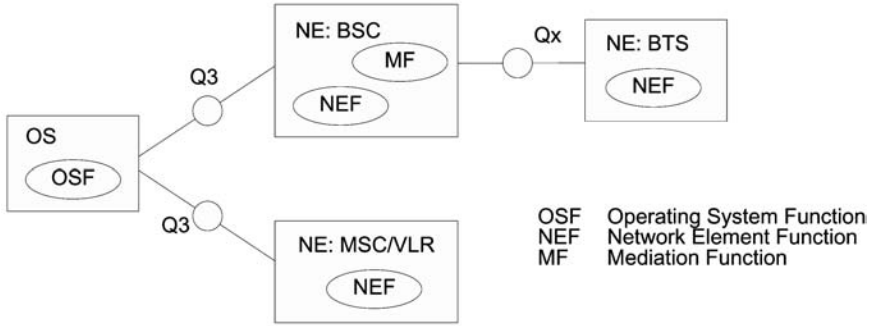 NE: BSC
MF
NEF
Qx
NE: BTS
NEF
Q3
OS
OSF
Q3
NE: MSC/VLR
NEF
OSF Operating System Function
NEF Network Element Function
MF Mediation Function